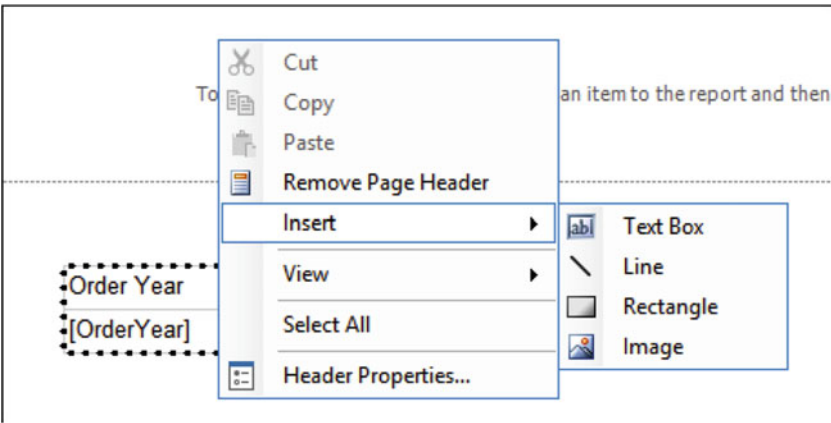 Cut
To
Copy
an item to the report and then
Paste
Remove Page Header
Insert
abl
Text Box
View
Line
Order Year
Rectangle
[OrderYear]
Select All
Image
Header Properties...